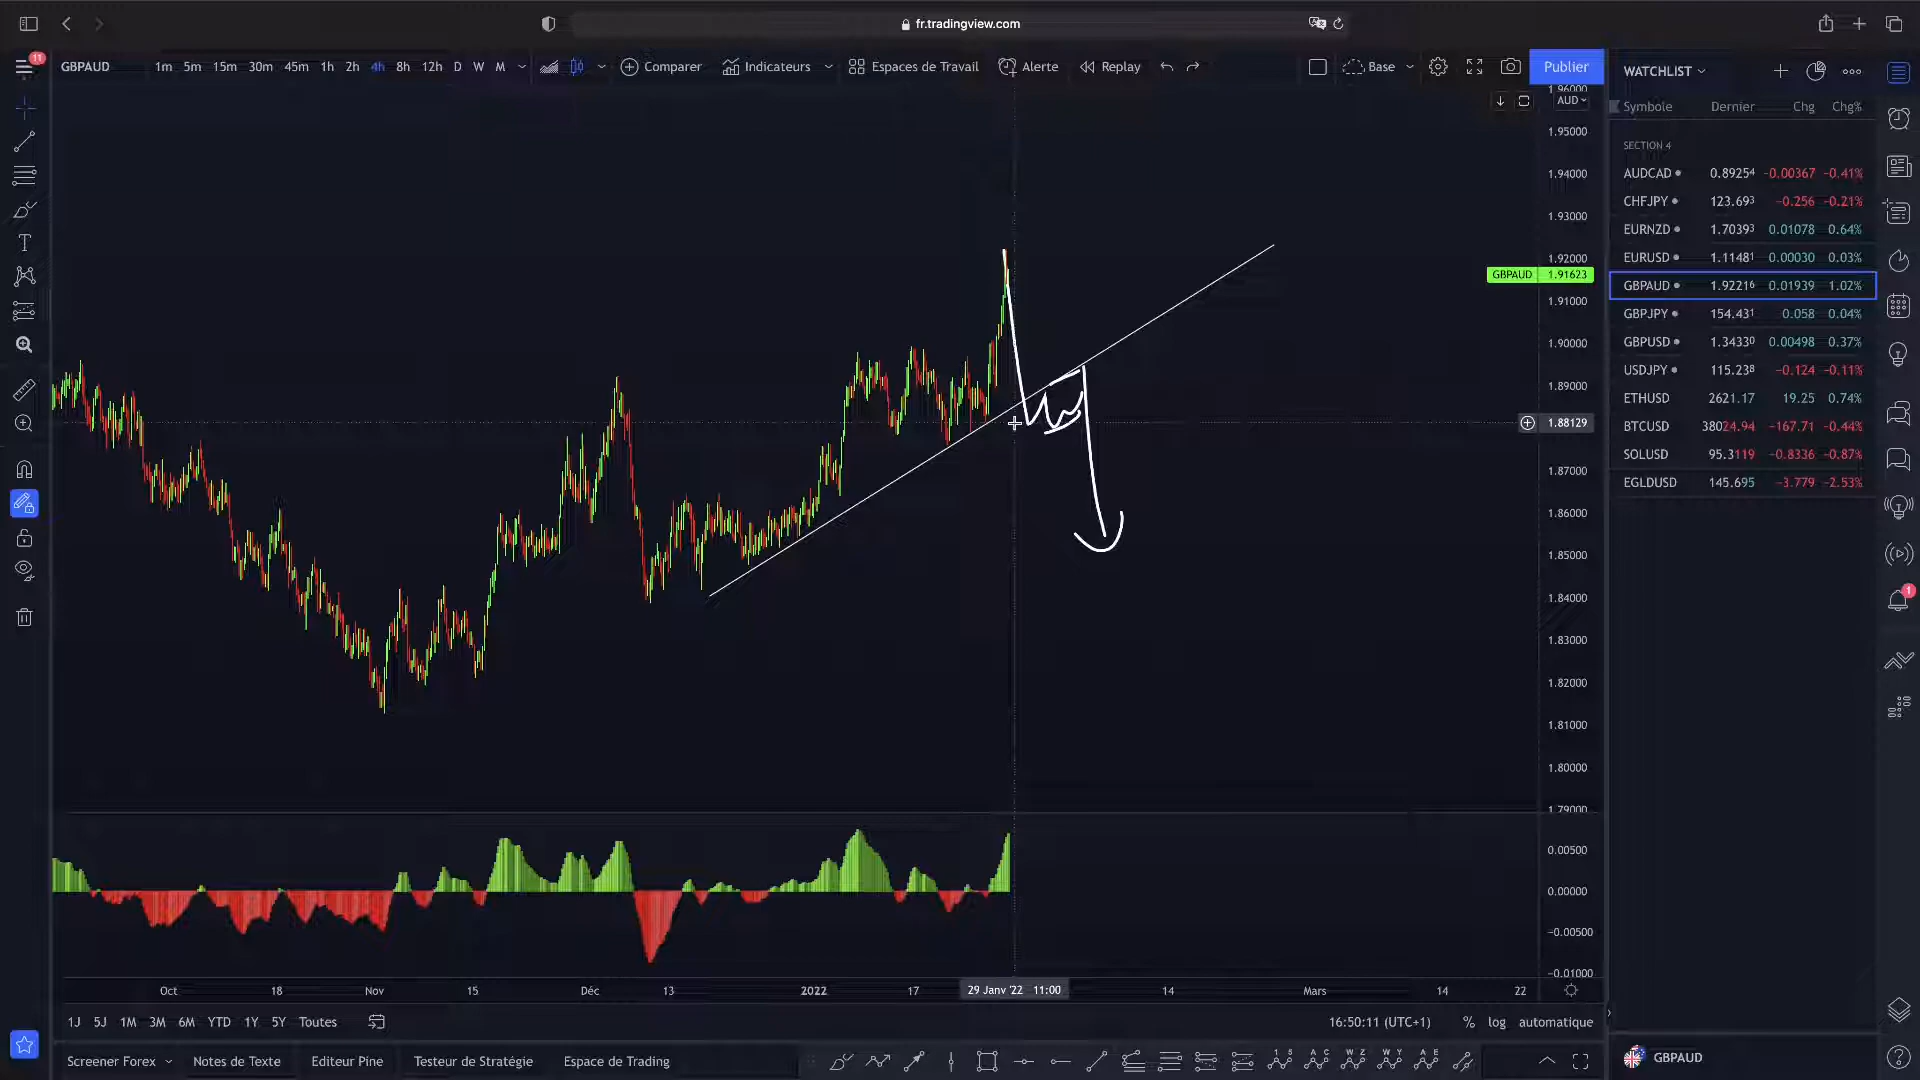 fr.tradingview.com
11
GBPAUD 1m 5m 15m 30m 45m 1h 2h 4h 8h 12h D W M Comparer Indicateurs Espaces de Travail Alerte Replay Base Publier
WATCHLIST
Symbole Dernier Chg Chg%
SECTION 4
AUDCAD 0.89254 -0.00367 -0.41%
CHFJPY 123.693 -0.256 -0.21%
EURNZD 1.70393 0.01078 0.64%
EURUSD 1.11481 0.00030 0.03%
GBPAUD 1.92216 0.01939 1.02%
GBPJPY 154.431 0.058 0.04%
GBPUSD 1.34330 0.00498 0.37%
USDJPY 115.238 -0.124 -0.11%
ETHUSD 2621.17 19.25 0.74%
BTCUSD 38024.94 -167.71 -0.44%
SOLUSD 95.3119 -0.8336 -0.87%
EGLDUSD 145.695 -3.779 -2.53%
1.96000
AUD
1.95000
1.94000
1.93000
1.92000
GBPAUD 1.91623
1.91000
1.90000
1.89000
1.88129
1.87000
1.86000
1.85000
1.84000
1.83000
1.82000
1.81000
1.80000
1.79000
0.00500
0.00000
-0.00500
-0.01000
1
Oct 18 Nov 15 Déc 13 2022 17 29 Janv '22 11:00 14 Mars 14 22
1J 5J 1M 3M 6M YTD 1Y 5Y Toutes 16:50:11 (UTC+1) % log automatique
Screener Forex Notes de Texte Editeur Pine Testeur de Stratégie Espace de Trading
GBPAUD